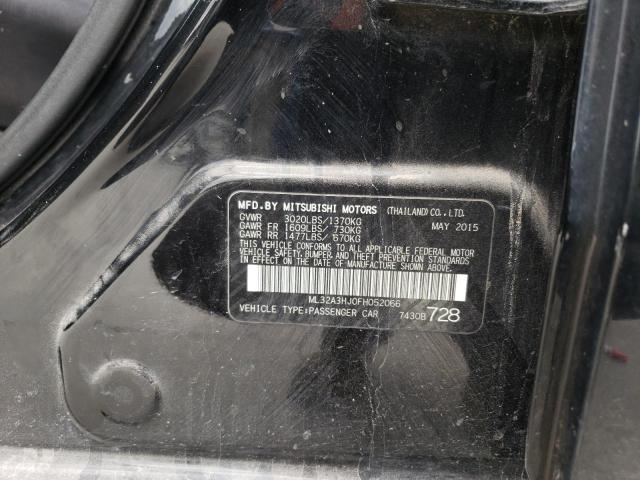 MFD.BY MITSUBISHI MOTORS (THAILAND) CO.,LTD.
GVWR 3020LBS/1370KG MAY 2015
GAWR FR 1609LBS/ 730KG
GAWR RR 1477LBS/ 670KG
THIS VEHICLE CONFORMS TO ALL APPLICABLE FEDERAL MOTOR
VEHICLE SAFETY, BUMPER, AND THEFT PREVENTION
STANDARDS IN EFFECT ON THE DATE OF MANUFACTURE
SHOWN ABOVE.
ML32A3HJ0FH052066
VEHICLE TYPE:PASSENGER CAR 7430B 728